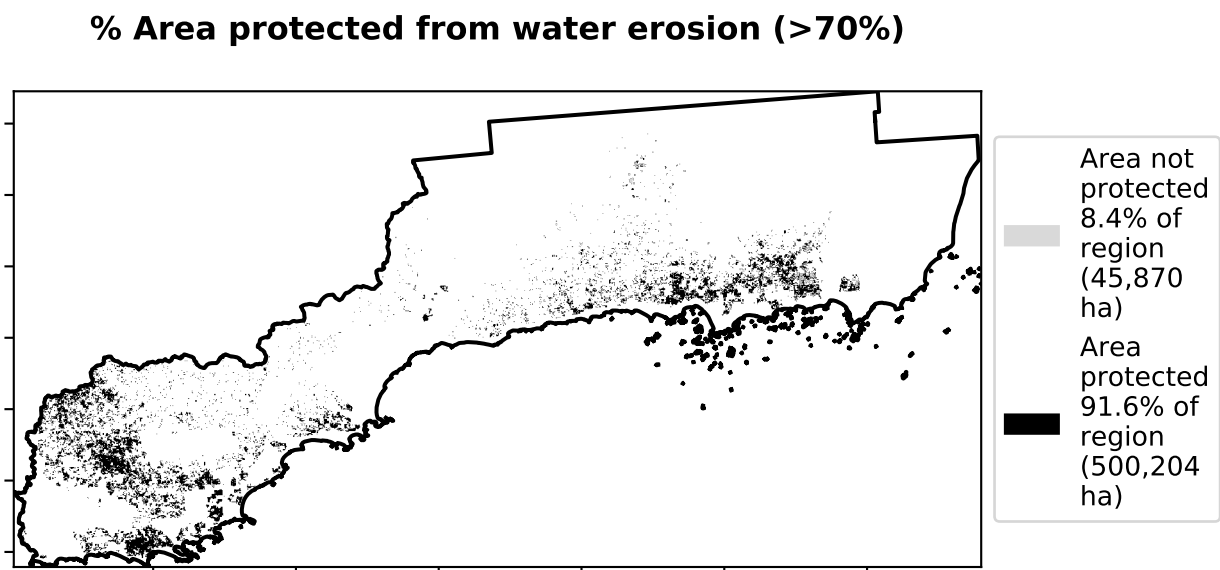 % Area protected from water erosion (>70%)
Area not
protected
8.4% of
region
(45,870
ha)
Area
protected
91.6% of
region
(500,204
ha)